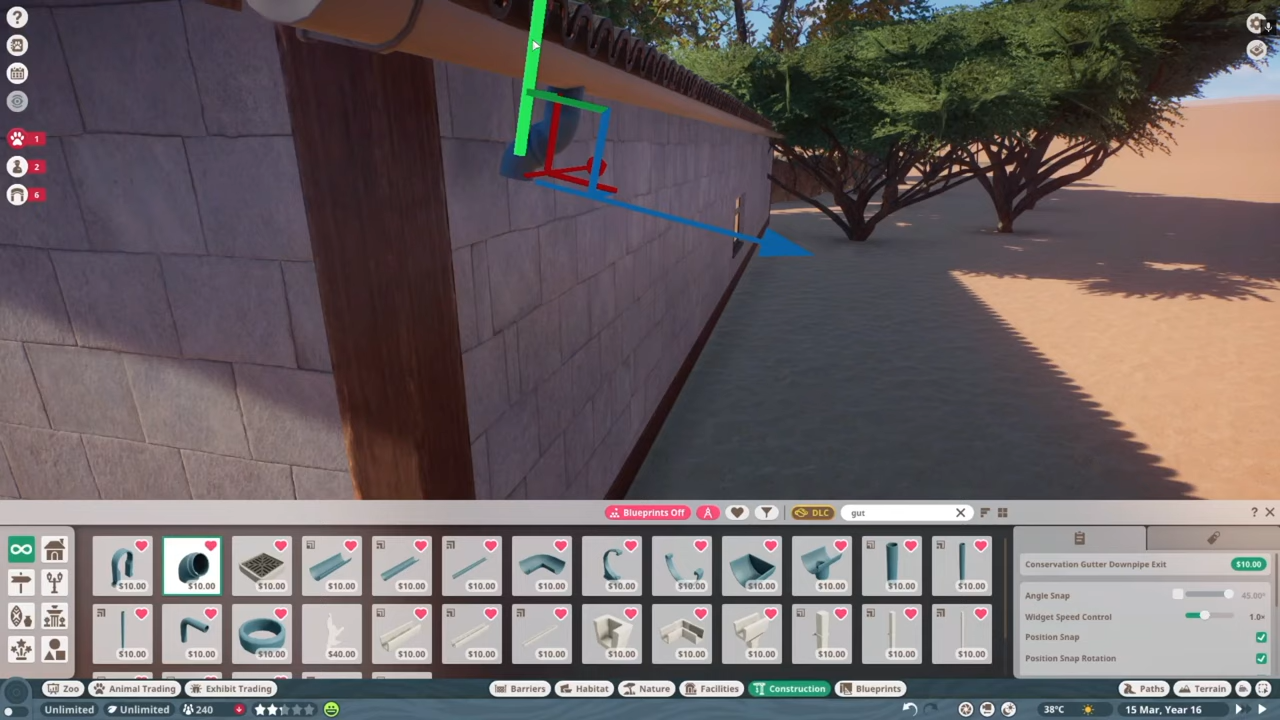 ?
1
2
6
Blueprints Off
DLC
gut
?
$10.00 $10.00 $10.00 $10.00 $10.00 $10.00 $10.00 $10.00 $10.00 $10.00 $10.00 $10.00 $10.00
$10.00 $10.00 $10.00 $40.00 $10.00 $10.00 $10.00 $10.00 $10.00 $10.00 $10.00 $10.00 $10.00
Conservation Gutter Downpipe Exit $10.00
Angle Snap 45.00°
Widget Speed Control 1.0×
Position Snap
Position Snap Rotation
Zoo Animal Trading Exhibit Trading Barriers Habitat Nature Facilities Construction Blueprints Paths Terrain
Unlimited Unlimited 240 38°C 15 Mar, Year 16